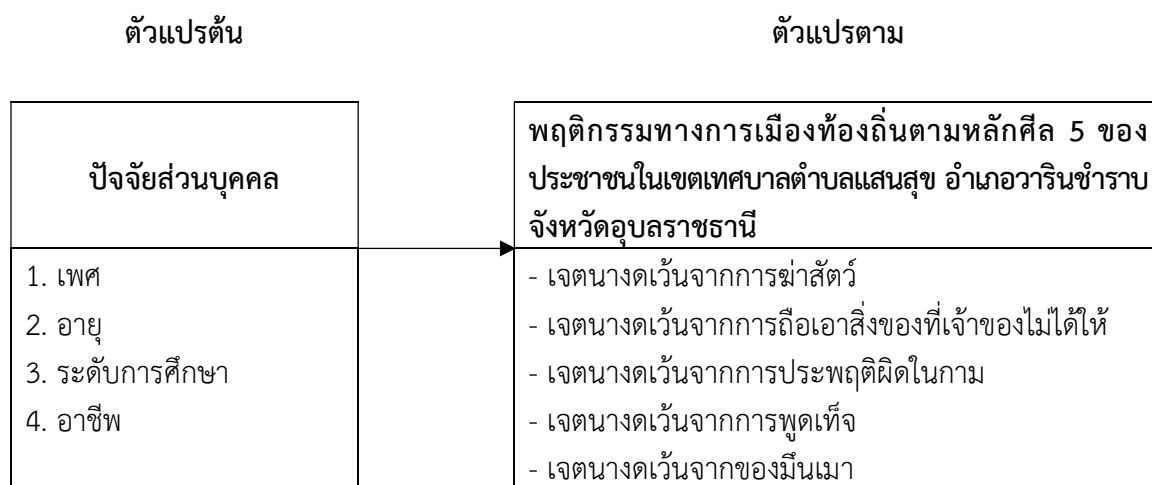 ตัวแปรต้น
ตัวแปรตาม
ปัจจัยส่วนบุคคล
1. เพศ
2. อายุ
3. ระดับการศึกษา
4. อาชีพ
พฤติกรรมทางการเมืองท้องถิ่นตามหลักศีล 5 ของ
ประชาชนในเขตเทศบาลตำบลแสนสุข อำเภอวารินชำราบ
จังหวัดอุบลราชธานี
- เจตนางดเว้นจากการฆ่าสัตว์
- เจตนางดเว้นจากการถือเอาสิ่งของที่เจ้าของไม่ได้ให้
- เจตนางดเว้นจากการประพฤติผิดในกาม
- เจตนางดเว้นจากการพูดเท็จ
- เจตนางดเว้นจากของมึนเมา